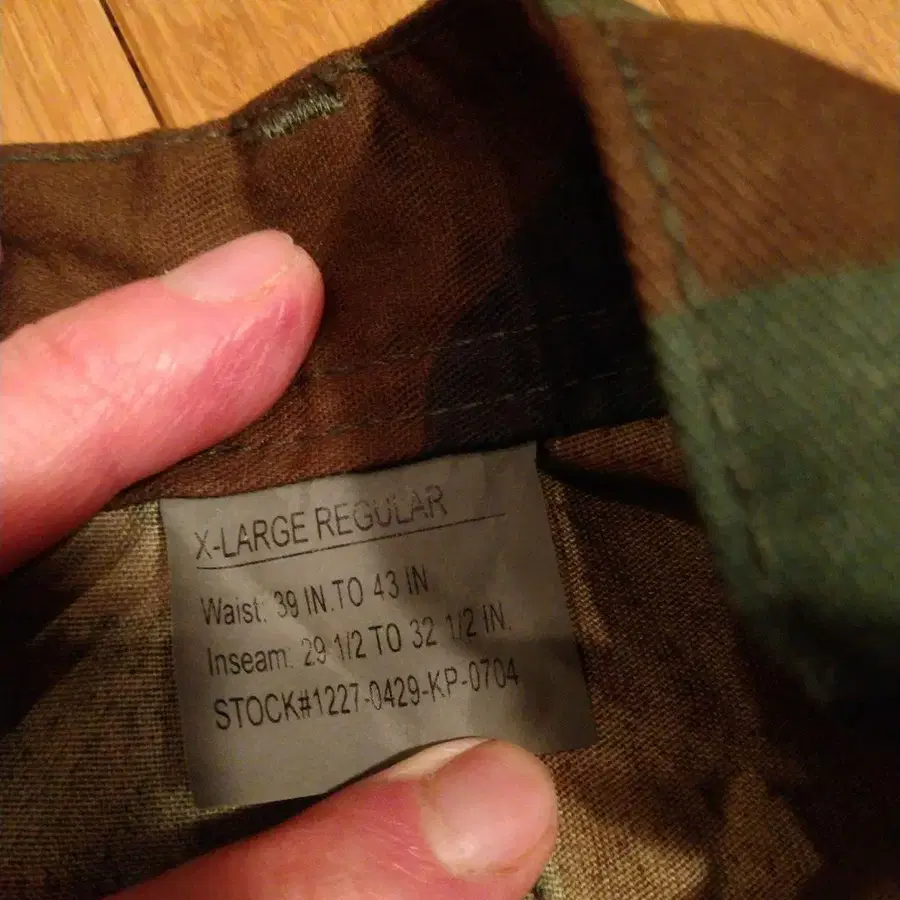 X-LARGE REGULAR
Waist: 39 IN.TO 43 IN.
Inseam: 29 1/2 TO 32 1/2 IN.
STOCK#1227-0429-KP-0704